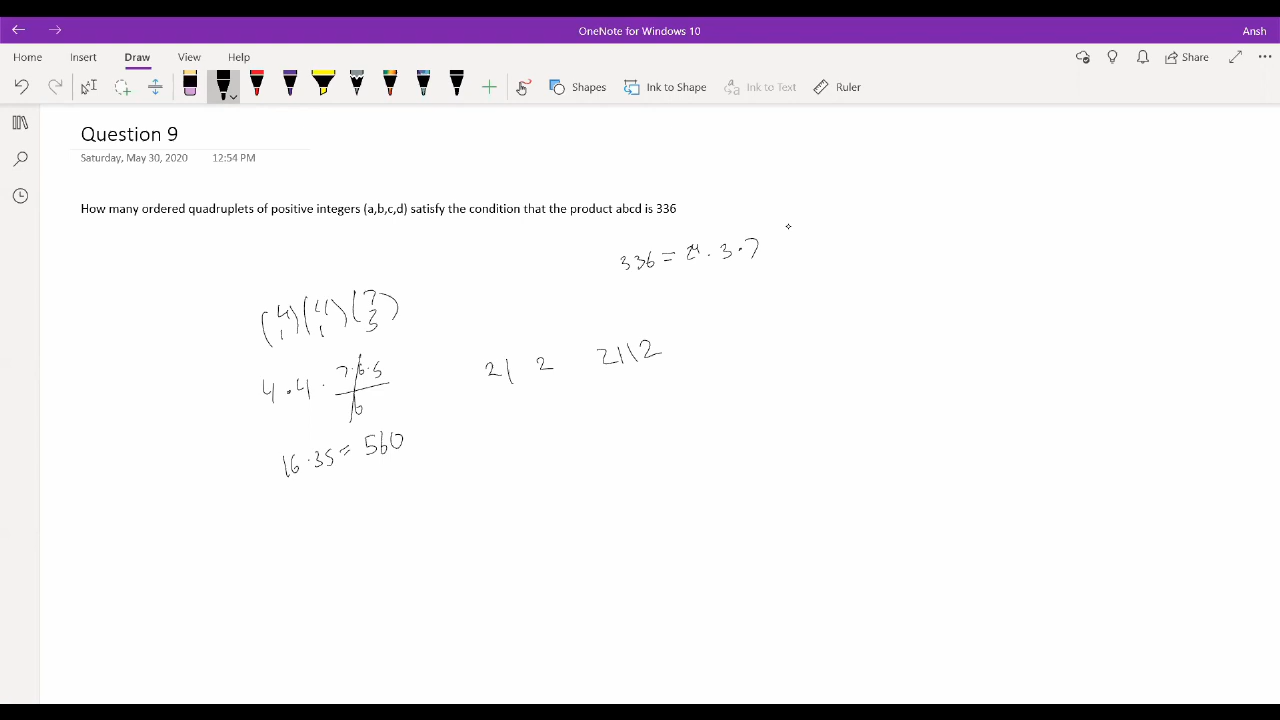 OneNote for Windows 10
Ansh
Home Insert Draw View Help
Share
Shapes Ink to Shape Ink to Text Ruler
Question 9
Saturday, May 30, 2020 12:54 PM
How many ordered quadruplets of positive integers (a,b,c,d) satisfy the condition that the product abcd is 336
336 = 2⁴ · 3 · 7
(4 1)(4 1)(7 3)
4 · 4 · 7·6·5/6
2| 2 2||2
16 · 35 = 560